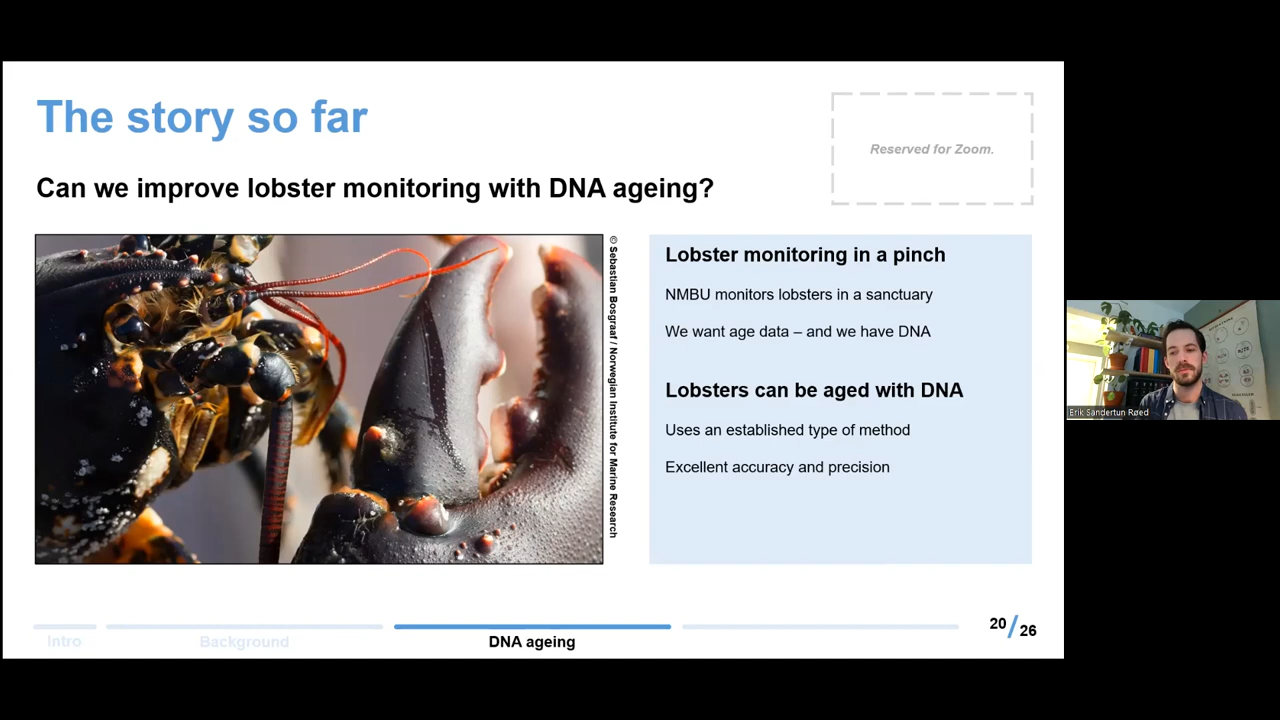 The story so far
Reserved for Zoom.
Can we improve lobster monitoring with DNA ageing?
© Sebastian Bosgraaf / Norwegian Institute for Marine Research
Lobster monitoring in a pinch
NMBU monitors lobsters in a sanctuary
We want age data – and we have DNA
Lobsters can be aged with DNA
Uses an established type of method
Excellent accuracy and precision
Erik Sandertun Røed
Intro
Background
DNA ageing
20/26